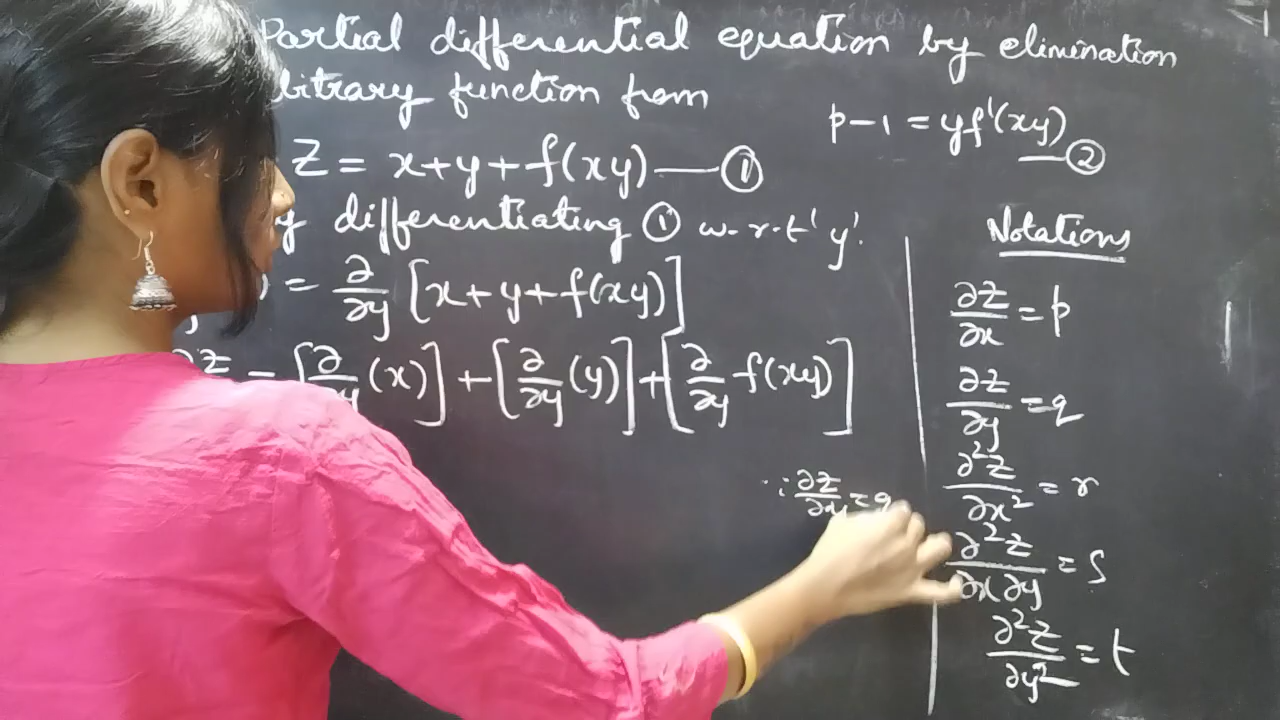 Partial differential equation by elimination
bitrary function from
z = x+y+f(xy) — ①
p-1 = yf'(xy) — ②
y differentiating ① w.r.t 'y'.
) = ∂/∂y [x+y+f(xy)]
∂z = [∂/∂y (x)] + [∂/∂y (y)] + [∂/∂y f(xy)]
∵ ∂z/∂y = q
Notations
∂z/∂x = p
∂z/∂y = q
∂²z/∂x² = r
∂²z/∂x∂y = s
∂²z/∂y² = t